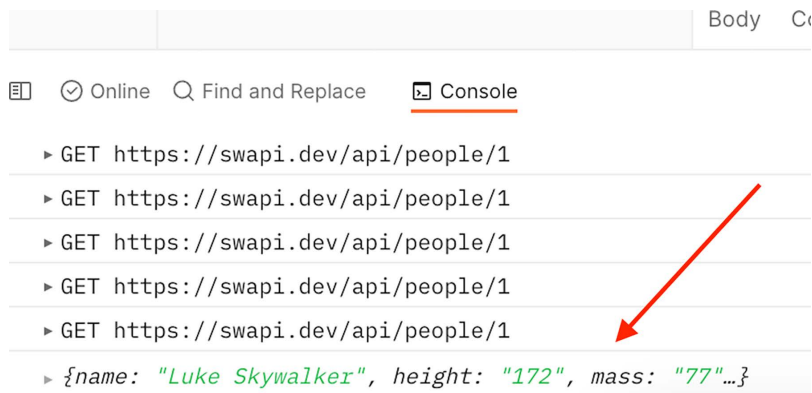 Body
Online Find and Replace Console
GET https://swapi.dev/api/people/1
GET https://swapi.dev/api/people/1
GET https://swapi.dev/api/people/1
GET https://swapi.dev/api/people/1
GET https://swapi.dev/api/people/1
{name: "Luke Skywalker", height: "172", mass: "77"…}